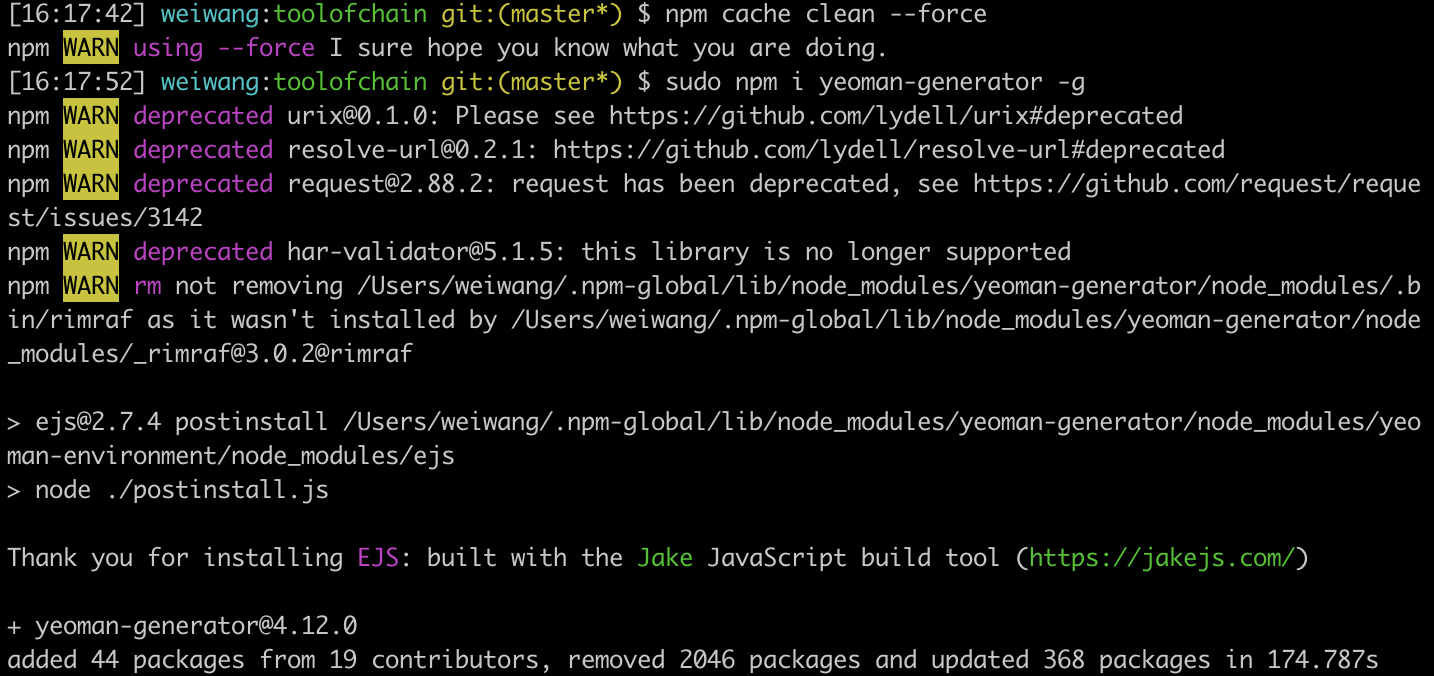 [16:17:42] weiwang:toolofchain git:(master*) $ npm cache clean --force
npm WARN using --force I sure hope you know what you are doing.
[16:17:52] weiwang:toolofchain git:(master*) $ sudo npm i yeoman-generator -g
npm WARN deprecated urix@0.1.0: Please see https://github.com/lydell/urix#deprecated
npm WARN deprecated resolve-url@0.2.1: https://github.com/lydell/resolve-url#deprecated
npm WARN deprecated request@2.88.2: request has been deprecated, see https://github.com/request/reque
st/issues/3142
npm WARN deprecated har-validator@5.1.5: this library is no longer supported
npm WARN rm not removing /Users/weiwang/.npm-global/lib/node_modules/yeoman-generator/node_modules/.b
in/rimraf as it wasn't installed by /Users/weiwang/.npm-global/lib/node_modules/yeoman-generator/node
_modules/_rimraf@3.0.2@rimraf
> ejs@2.7.4 postinstall /Users/weiwang/.npm-global/lib/node_modules/yeoman-generator/node_modules/yeo
man-environment/node_modules/ejs
> node ./postinstall.js
Thank you for installing EJS: built with the Jake JavaScript build tool (https://jakejs.com/)
+ yeoman-generator@4.12.0
added 44 packages from 19 contributors, removed 2046 packages and updated 368 packages in 174.787s